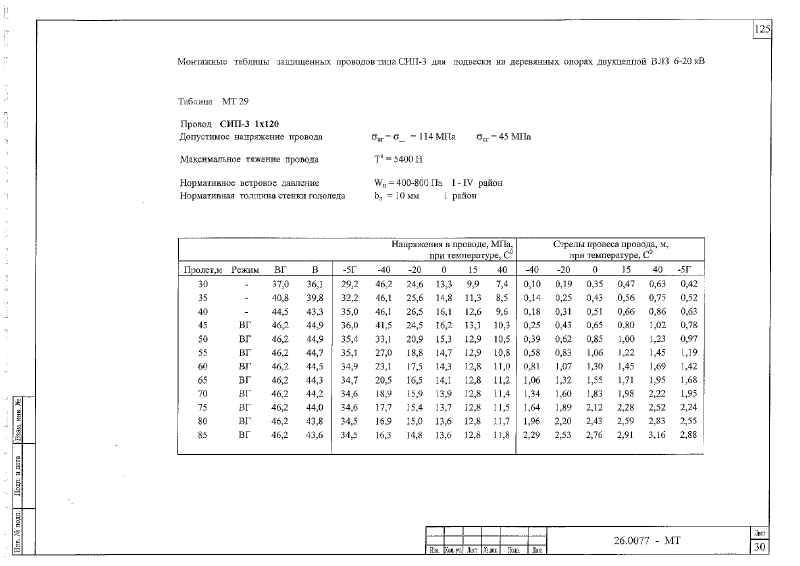 125
Монтажные таблицы защищенных проводов типа СИП-3 для подвески на деревянных опорах двухцепной ВЛЗ 6-20 кВ
Таблица МТ 29
Провод СИП-3 1х120
Допустимое напряжение провода σвг = σ_ = 114 МПа σсг = 45 МПа
Максимальное тяжение провода Tн = 5400 Н
Нормативное ветровое давление W₀ = 400-800 Па I - IV район
Нормативная толщина стенки гололеда bэ = 10 мм I район
Напряжения в проводе, МПа, Стрелы провеса провода, м,
при температуре, С⁰ при температуре, С⁰
Пролет,м Режим ВГ В -5Г -40 -20 0 15 40 -40 -20 0 15 40 -5Г
30 - 37,0 36,1 29,2 46,2 24,6 13,3 9,9 7,4 0,10 0,19 0,35 0,47 0,63 0,42
35 - 40,8 39,8 32,2 46,1 25,6 14,8 11,3 8,5 0,14 0,25 0,43 0,56 0,75 0,52
40 - 44,5 43,3 35,0 46,1 26,5 16,1 12,6 9,6 0,18 0,31 0,51 0,66 0,86 0,63
45 ВГ 46,2 44,9 36,0 41,5 24,5 16,2 13,1 10,3 0,25 0,43 0,65 0,80 1,02 0,78
50 ВГ 46,2 44,9 35,4 33,1 20,9 15,3 12,9 10,5 0,39 0,62 0,85 1,00 1,23 0,97
55 ВГ 46,2 44,7 35,1 27,0 18,8 14,7 12,9 10,8 0,58 0,83 1,06 1,22 1,45 1,19
60 ВГ 46,2 44,5 34,9 23,1 17,5 14,3 12,8 11,0 0,81 1,07 1,30 1,45 1,69 1,42
65 ВГ 46,2 44,3 34,7 20,5 16,5 14,1 12,8 11,2 1,06 1,32 1,55 1,71 1,95 1,68
70 ВГ 46,2 44,2 34,6 18,9 15,9 13,9 12,8 11,4 1,34 1,60 1,83 1,98 2,22 1,95
75 ВГ 46,2 44,0 34,6 17,7 15,4 13,7 12,8 11,5 1,64 1,89 2,12 2,28 2,52 2,24
80 ВГ 46,2 43,8 34,5 16,9 15,0 13,6 12,8 11,7 1,96 2,20 2,43 2,59 2,83 2,55
85 ВГ 46,2 43,6 34,5 16,3 14,8 13,6 12,8 11,8 2,29 2,53 2,76 2,91 3,16 2,88
Взам. инв. №
Подп. и дата
Инв. № подп.
Изм. Кол. уч. Лист № док. Подп. Дата
26.0077 - МТ
Лист
30